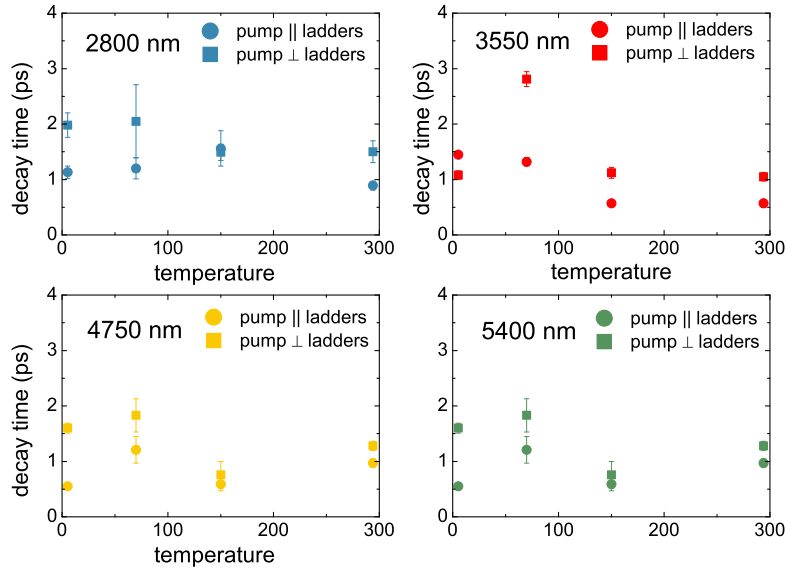 2800 nm
pump || ladders
pump ⊥ ladders
decay time (ps)
4
3
2
1
0
0
100
200
300
temperature
3550 nm
pump || ladders
pump ⊥ ladders
decay time (ps)
4
3
2
1
0
0
100
200
300
temperature
4750 nm
pump || ladders
pump ⊥ ladders
decay time (ps)
4
3
2
1
0
0
100
200
300
temperature
5400 nm
pump || ladders
pump ⊥ ladders
decay time (ps)
4
3
2
1
0
0
100
200
300